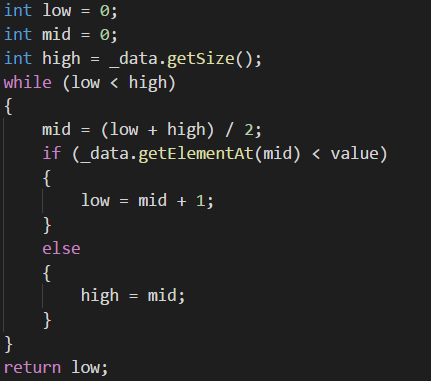 int low = 0;
int mid = 0;
int high = _data.getSize();
while (low < high)
{
    mid = (low + high) / 2;
    if (_data.getElementAt(mid) < value)
    {
        low = mid + 1;
    }
    else
    {
        high = mid;
    }
}
return low;